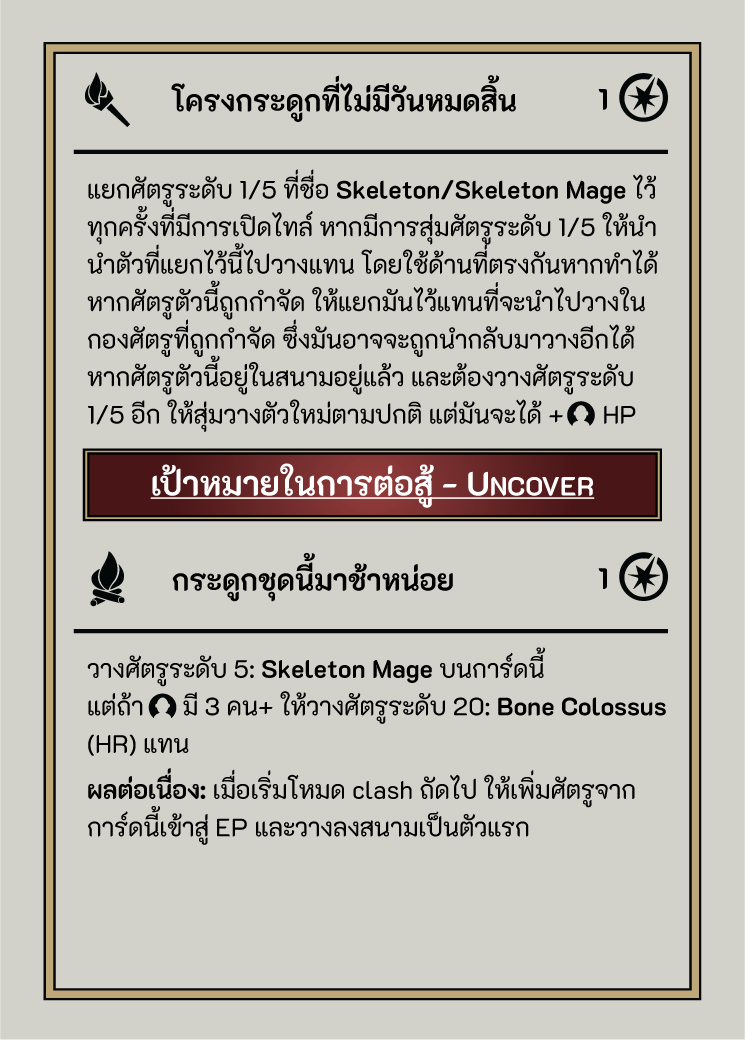 โครงกระดูกที่ไม่มีวันหมดสิ้น 1
แยกศัตรูระดับ 1/5 ที่ชื่อ Skeleton/Skeleton Mage ไว้
ทุกครั้งที่มีการเปิดไทล์ หากมีการสุ่มศัตรูระดับ 1/5 ให้นำ
นำตัวที่แยกไว้นี้ไปวางแทน โดยใช้ด้านที่ตรงกันหากทำได้
หากศัตรูตัวนี้ถูกกำจัด ให้แยกมันไว้แทนที่จะนำไปวางใน
กองศัตรูที่ถูกกำจัด ซึ่งมันอาจจะถูกนำกลับมาวางอีกได้
หากศัตรูตัวนี้อยู่ในสนามอยู่แล้ว และต้องวางศัตรูระดับ
1/5 อีก ให้สุ่มวางตัวใหม่ตามปกติ แต่มันจะได้ + HP
เป้าหมายในการต่อสู้ – UNCOVER
กระดูกชุดนี้มาช้าหน่อย 1
วางศัตรูระดับ 5: Skeleton Mage บนการ์ดนี้
แต่ถ้า มี 3 คน+ ให้วางศัตรูระดับ 20: Bone Colossus
(HR) แทน
ผลต่อเนื่อง: เมื่อเริ่มโหมด clash ถัดไป ให้เพิ่มศัตรูจาก
การ์ดนี้เข้าสู่ EP และวางลงสนามเป็นตัวแรก